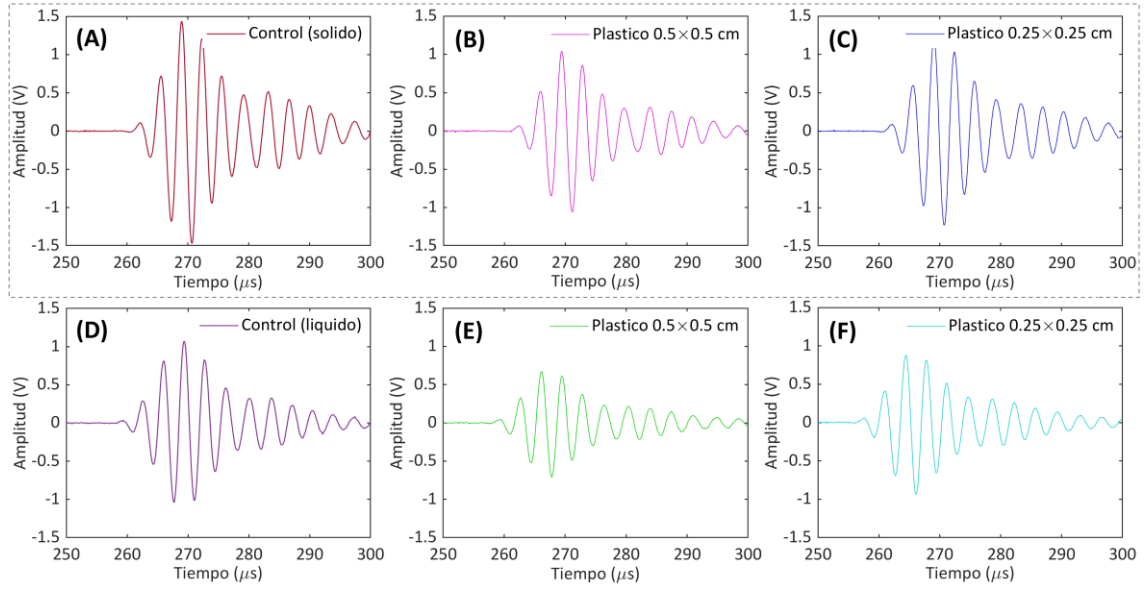 (A)
Control (solido)
Amplitud (V)
1.5
1
0.5
0
-0.5
-1
-1.5
250 260 270 280 290 300
Tiempo (μs)
(B)
Plastico 0.5×0.5 cm
Amplitud (V)
1.5
1
0.5
0
-0.5
-1
-1.5
250 260 270 280 290 300
Tiempo (μs)
(C)
Plastico 0.25×0.25 cm
Amplitud (V)
1.5
1
0.5
0
-0.5
-1
-1.5
250 260 270 280 290 300
Tiempo (μs)
(D)
Control (liquido)
Amplitud (V)
1.5
1
0.5
0
-0.5
-1
-1.5
250 260 270 280 290 300
Tiempo (μs)
(E)
Plastico 0.5×0.5 cm
Amplitud (V)
1.5
1
0.5
0
-0.5
-1
-1.5
250 260 270 280 290 300
Tiempo (μs)
(F)
Plastico 0.25×0.25 cm
Amplitud (V)
1.5
1
0.5
0
-0.5
-1
-1.5
250 260 270 280 290 300
Tiempo (μs)